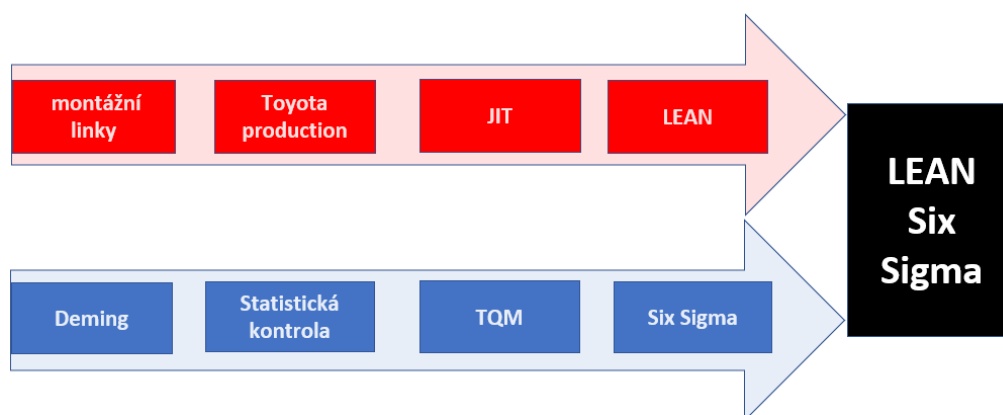 montážní
linky
Toyota
production
JIT
LEAN
LEAN
Six
Sigma
Deming
Statistická
kontrola
TQM
Six Sigma